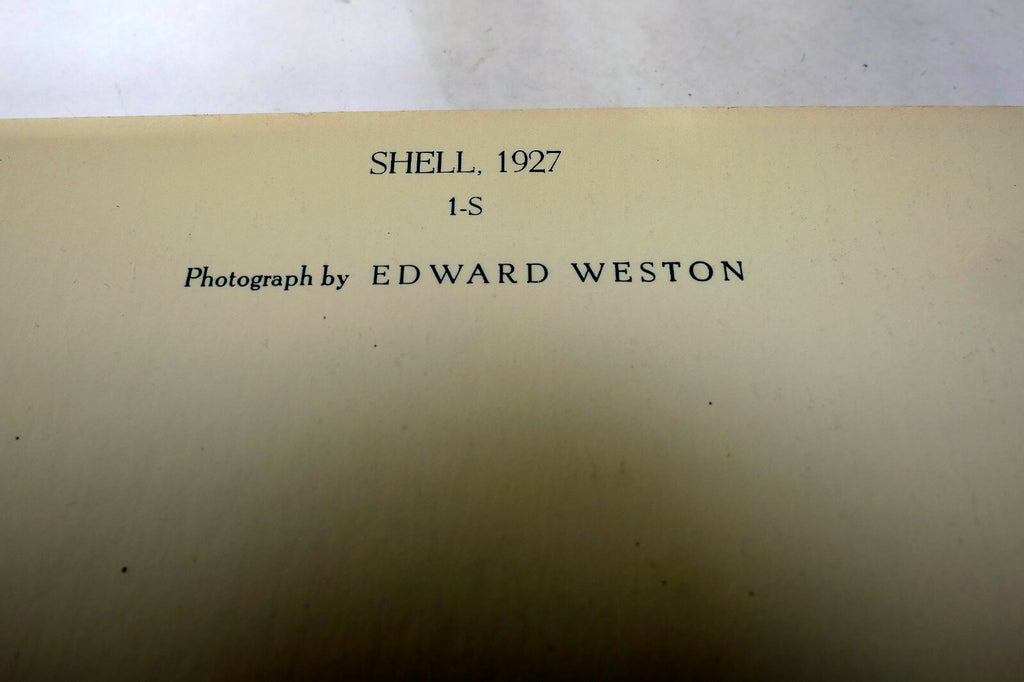 SHELL, 1927
1-S
Photograph by EDWARD WESTON